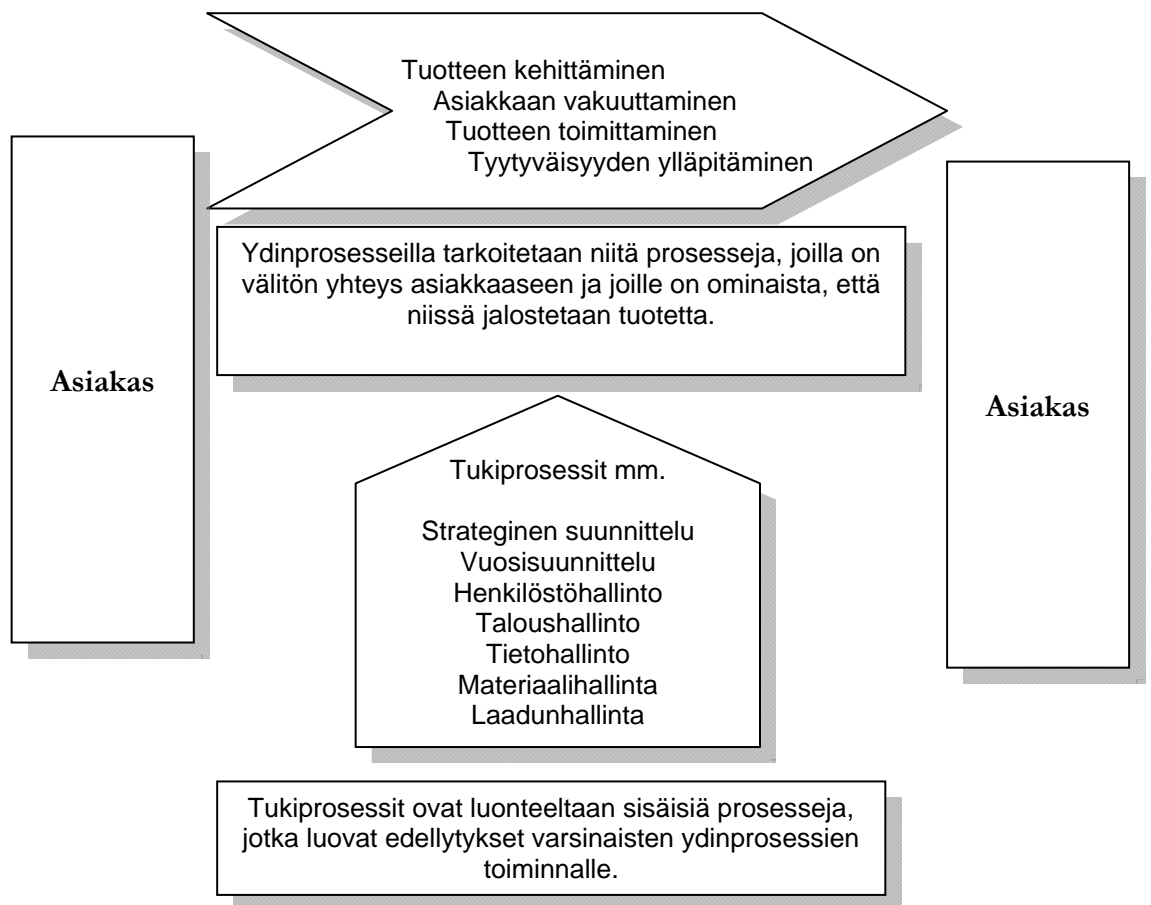 Tuotteen kehittäminen
Asiakkaan vakuuttaminen
Tuotteen toimittaminen
Tyytyväisyyden ylläpitäminen
Ydinprosesseilla tarkoitetaan niitä prosesseja, joilla on
välitön yhteys asiakkaaseen ja joille on ominaista, että
niissä jalostetaan tuotetta.
Asiakas
Asiakas
Tukiprosessit mm.
Strateginen suunnittelu
Vuosisuunnittelu
Henkilöstöhallinto
Taloushallinto
Tietohallinto
Materiaalihallinta
Laadunhallinta
Tukiprosessit ovat luonteeltaan sisäisiä prosesseja,
jotka luovat edellytykset varsinaisten ydinprosessien
toiminnalle.